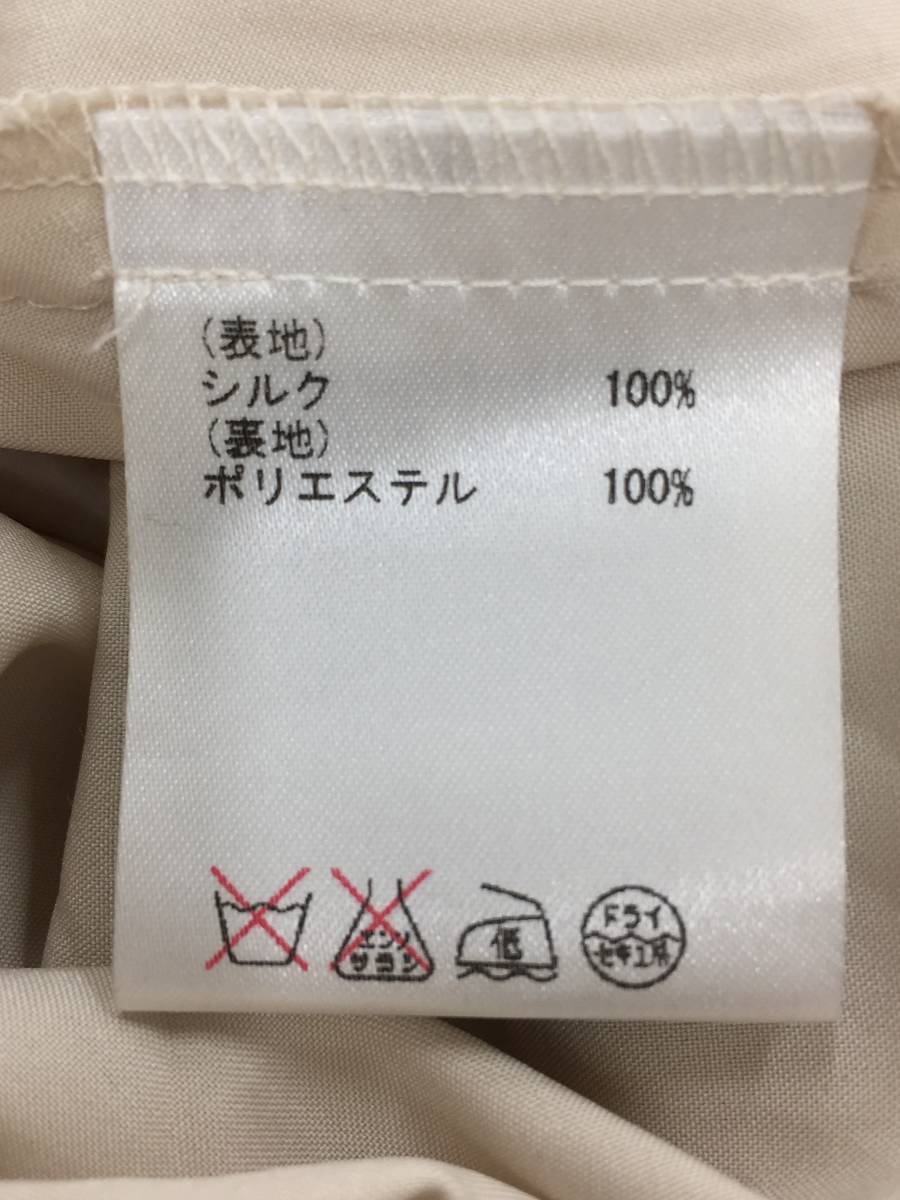 (表地)
シルク 100%
(裏地)
ポリエステル 100%
エンソ
サラシ
低
ドライ
セキユ系